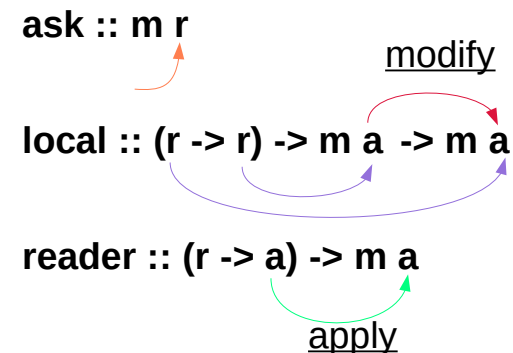 ask :: m r
modify
local :: (r -> r) -> m a -> m a
reader :: (r -> a) -> m a
apply